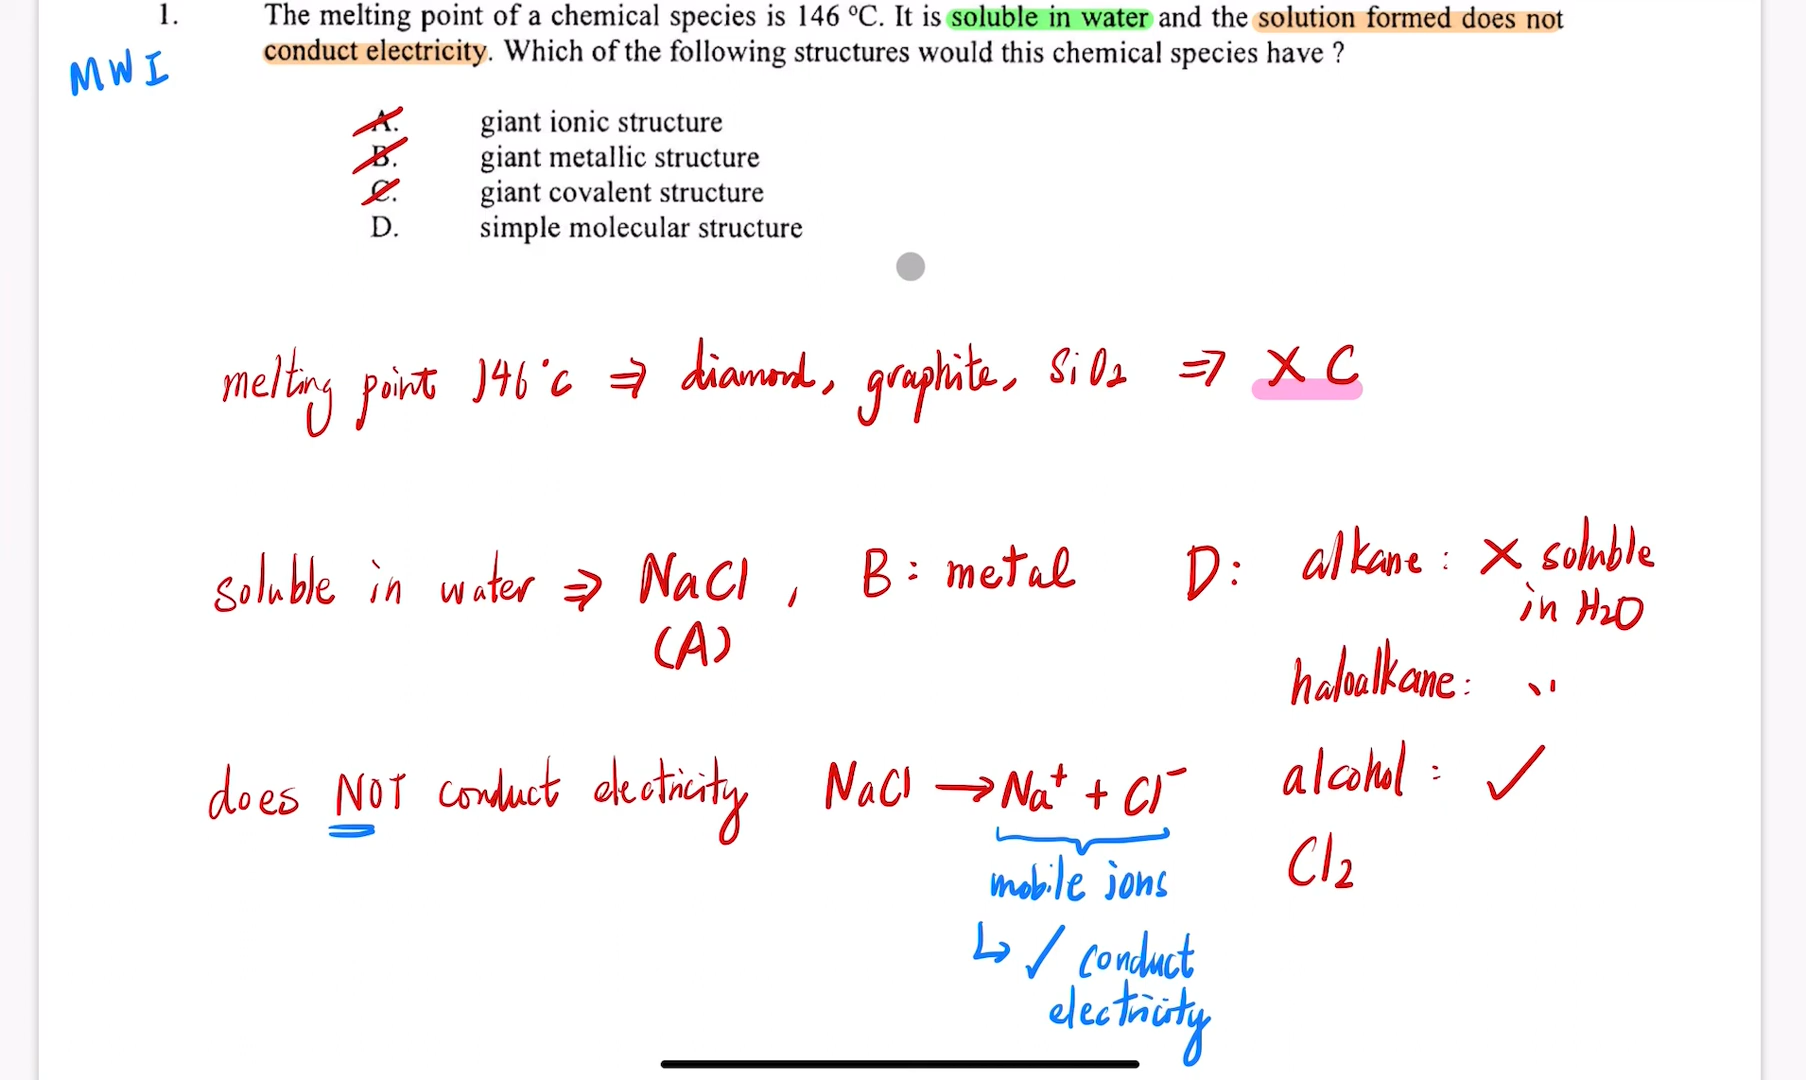 1. The melting point of a chemical species is 146 °C. It is soluble in water and the solution formed does not
conduct electricity. Which of the following structures would this chemical species have ?
MWI
A. giant ionic structure
B. giant metallic structure
C. giant covalent structure
D. simple molecular structure
melting point 146°c ⇒ diamond, graphite, SiO2 ⇒ X C
soluble in water ⇒ NaCl, B: metal D: alkane: X soluble
(A)
in H2O
haloalkane: ''
does NOT conduct electricity NaCl → Na+ + Cl- alcohol: ✓
mobile ions
Cl2
↳ ✓ conduct
electricity